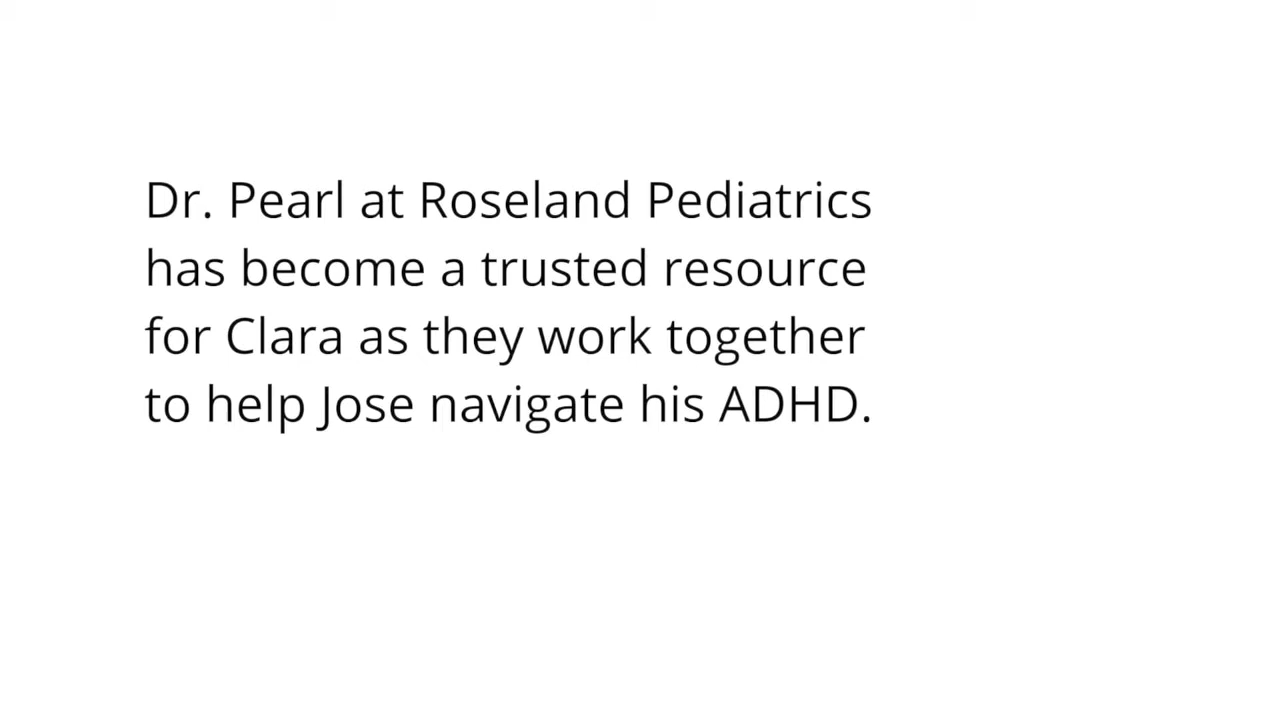 Dr. Pearl at Roseland Pediatrics
has become a trusted resource
for Clara as they work together
to help Jose navigate his ADHD.